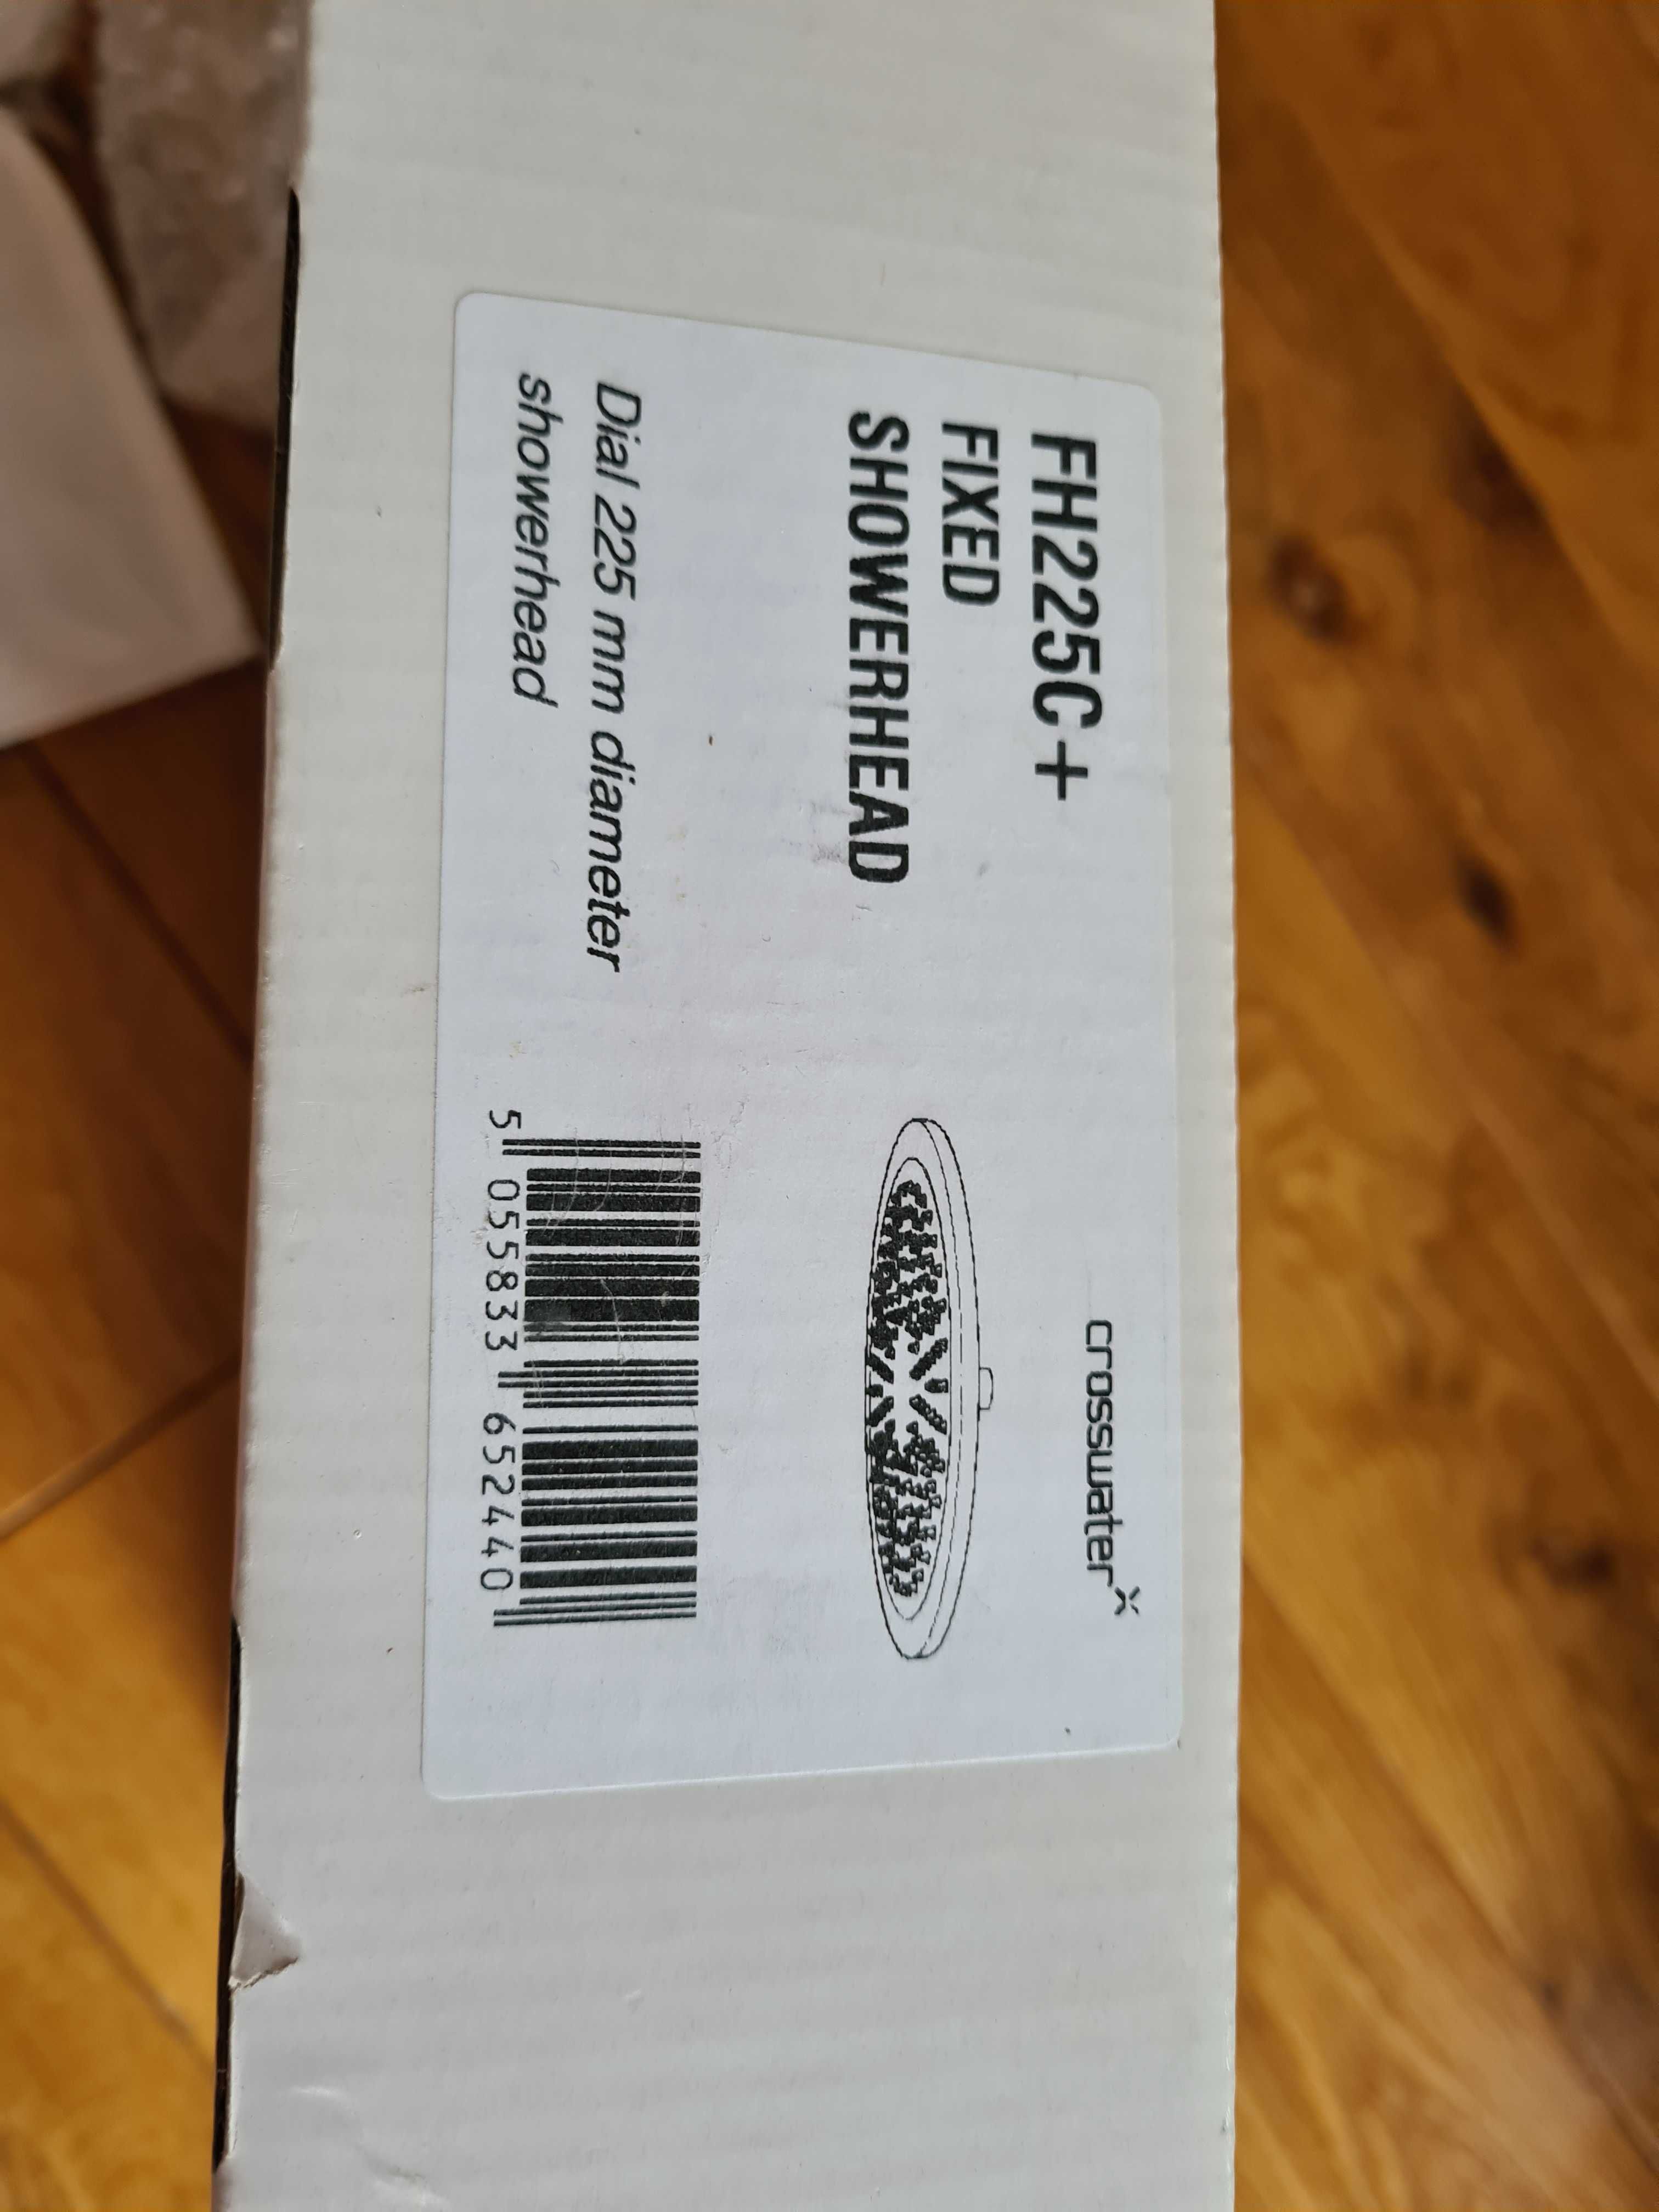 crosswater
FH225C+
FIXED
SHOWERHEAD
Dial 225 mm diameter
showerhead
5 055833 652440